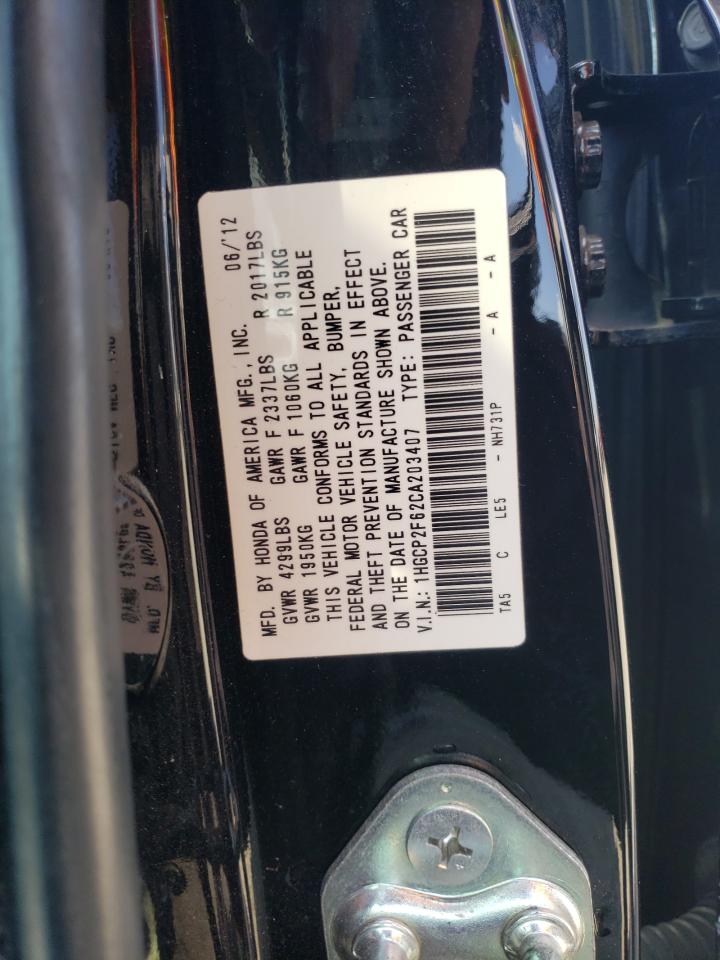 MFD. BY HONDA OF AMERICA MFG., INC. 06/'12
GVWR 4299LBS GAWR F 2337LBS R 2017LBS
GVWR 1950KG GAWR F 1060KG R 915KG
THIS VEHICLE CONFORMS TO ALL APPLICABLE
FEDERAL MOTOR VEHICLE SAFETY, BUMPER,
AND THEFT PREVENTION STANDARDS IN EFFECT
ON THE DATE OF MANUFACTURE SHOWN ABOVE.
V.I.N.: 1HGCP2F62CA203407 TYPE: PASSENGER CAR
TA5 C LE5 - NH731P - A - A